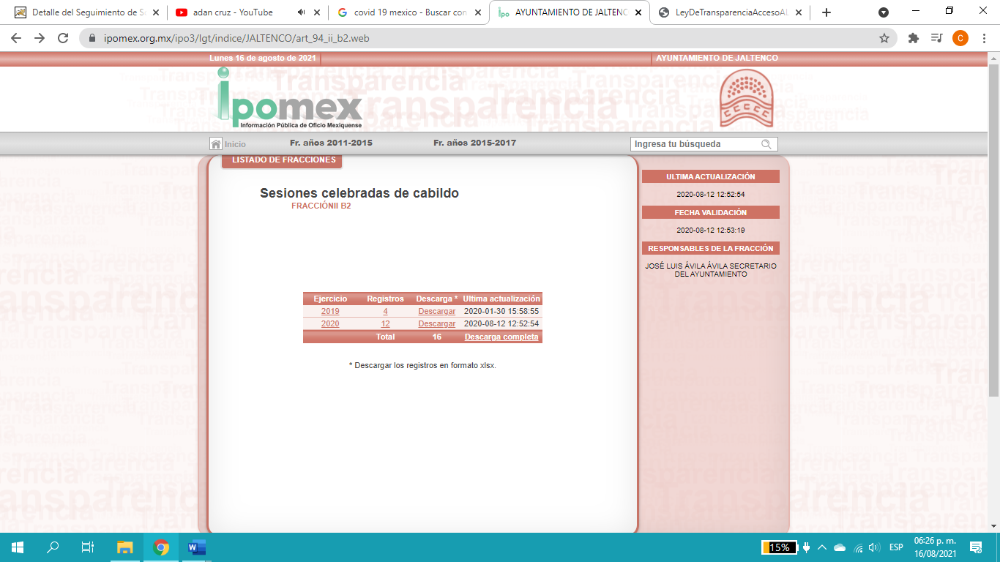 Detalle del Seguimiento de So
adan cruz - YouTube
covid 19 mexico - Buscar con
AYUNTAMIENTO DE JALTENC
LeyDeTransparenciaAccesoAL
ipomex.org.mx/ipo3/lgt/indice/JALTENCO/art_94_ii_b2.web
C
Lunes 16 de agosto de 2021
AYUNTAMIENTO DE JALTENCO
ipomex
Información Pública de Oficio Mexiquense
Inicio
Fr. años 2011-2015
Fr. años 2015-2017
Ingresa tu búsqueda
LISTADO DE FRACCIONES
Sesiones celebradas de cabildo
FRACCIÓNII B2
Ejercicio Registros Descarga * Ultima actualización
2019 4 Descargar 2020-01-30 15:58:55
2020 12 Descargar 2020-08-12 12:52:54
Total 16 Descarga completa
* Descargar los registros en formato xlsx.
ULTIMA ACTUALIZACIÓN
2020-08-12 12:52:54
FECHA VALIDACIÓN
2020-08-12 12:53:19
RESPONSABLES DE LA FRACCIÓN
JOSÉ LUIS ÁVILA ÁVILA SECRETARIO
DEL AYUNTAMIENTO
15%
ESP
06:26 p. m.
16/08/2021